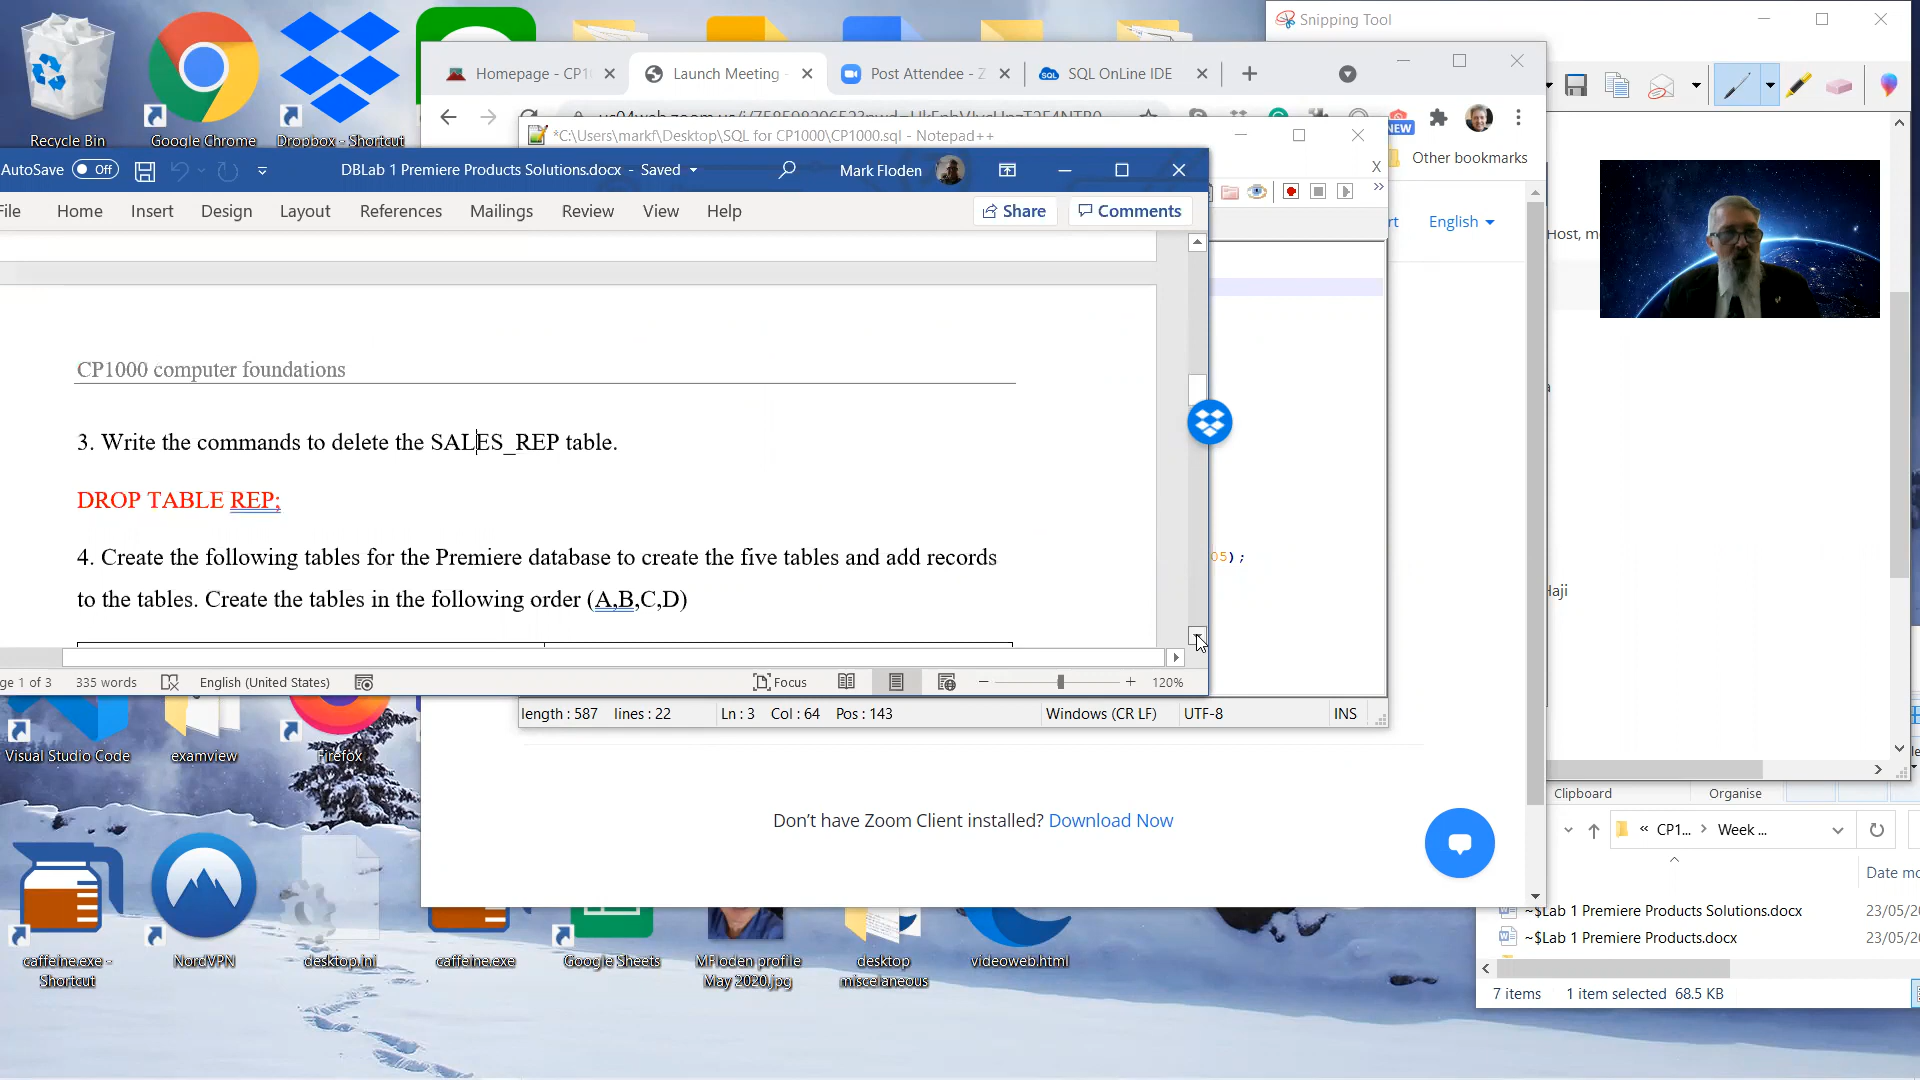 Snipping Tool
Homepage - CP1
Launch Meeting -
Post Attendee - Z
SQL OnLine IDE
Recycle Bin
Google Chrome
Dropbox - Shortcut
*C:\Users\markf\Desktop\SQL for CP1000\CP1000.sql - Notepad++
NEW
Other bookmarks
X
AutoSave
Off
DBLab 1 Premiere Products Solutions.docx - Saved
Mark Floden
File Home Insert Design Layout References Mailings Review View Help
Share
Comments
English
Host, m
CP1000 computer foundations
3. Write the commands to delete the SALES_REP table.
DROP TABLE REP;
4. Create the following tables for the Premiere database to create the five tables and add records
to the tables. Create the tables in the following order (A,B,C,D)
05);
Haji
ge 1 of 3 335 words English (United States) Focus 120%
length : 587 lines : 22 Ln : 3 Col : 64 Pos : 143 Windows (CR LF) UTF-8 INS
Visual Studio Code
examview
Firefox
Don't have Zoom Client installed? Download Now
Clipboard
Organise
« CP1... > Week ...
Date mo
~$Lab 1 Premiere Products Solutions.docx 23/05/20
~$Lab 1 Premiere Products.docx 23/05/20
7 items 1 item selected 68.5 KB
caffeine.exe -
Shortcut
NordVPN
desktop.ini
caffeine.exe
Google Sheets
MFloden profile
May 2020.jpg
desktop
miscelaneous
videoweb.html